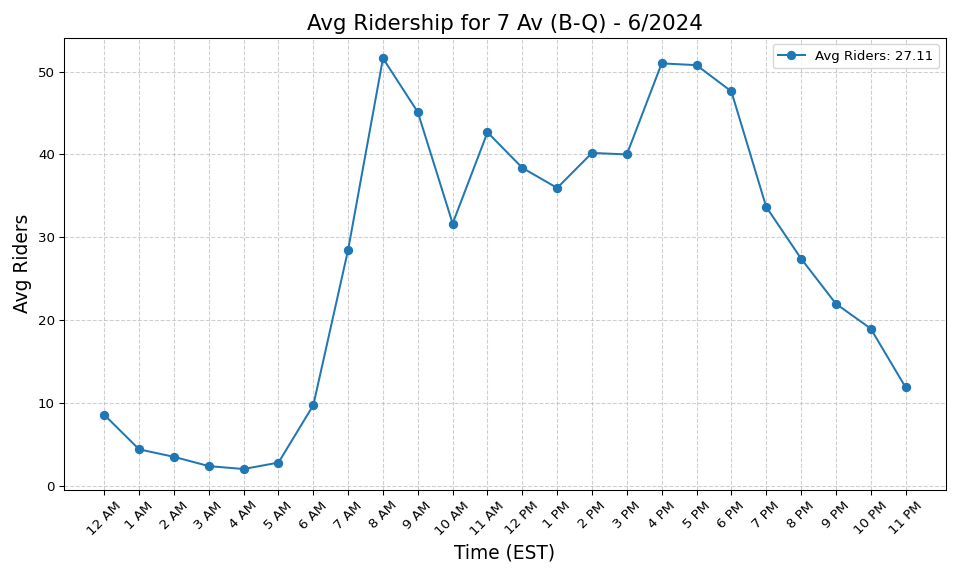 Avg Ridership for 7 Av (B-Q) - 6/2024
Avg Riders: 27.11
Avg Riders
50
40
30
20
10
0
12 AM 1 AM 2 AM 3 AM 4 AM 5 AM 6 AM 7 AM 8 AM 9 AM 10 AM 11 AM 12 PM 1 PM 2 PM 3 PM 4 PM 5 PM 6 PM 7 PM 8 PM 9 PM 10 PM 11 PM
Time (EST)